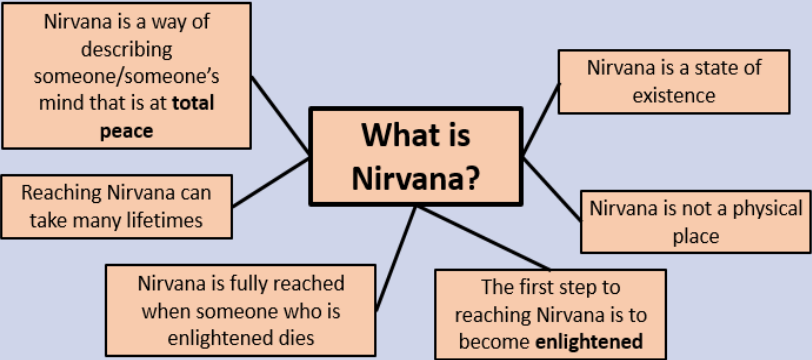 Nirvana is a way of
describing
someone/someone's
mind that is at total
peace
Nirvana is a state of
existence
What is
Nirvana?
Reaching Nirvana can
take many lifetimes
Nirvana is not a physical
place
Nirvana is fully reached
when someone who is
enlightened dies
The first step to
reaching Nirvana is to
become enlightened